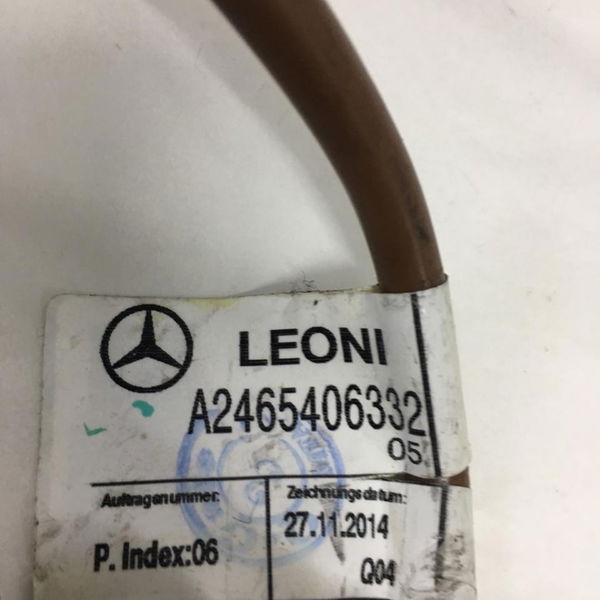 LEONI
A2465406332
05
Auftragsnummer:
Zeichnungsdatum:
27.11.2014
P. Index:06
Q04